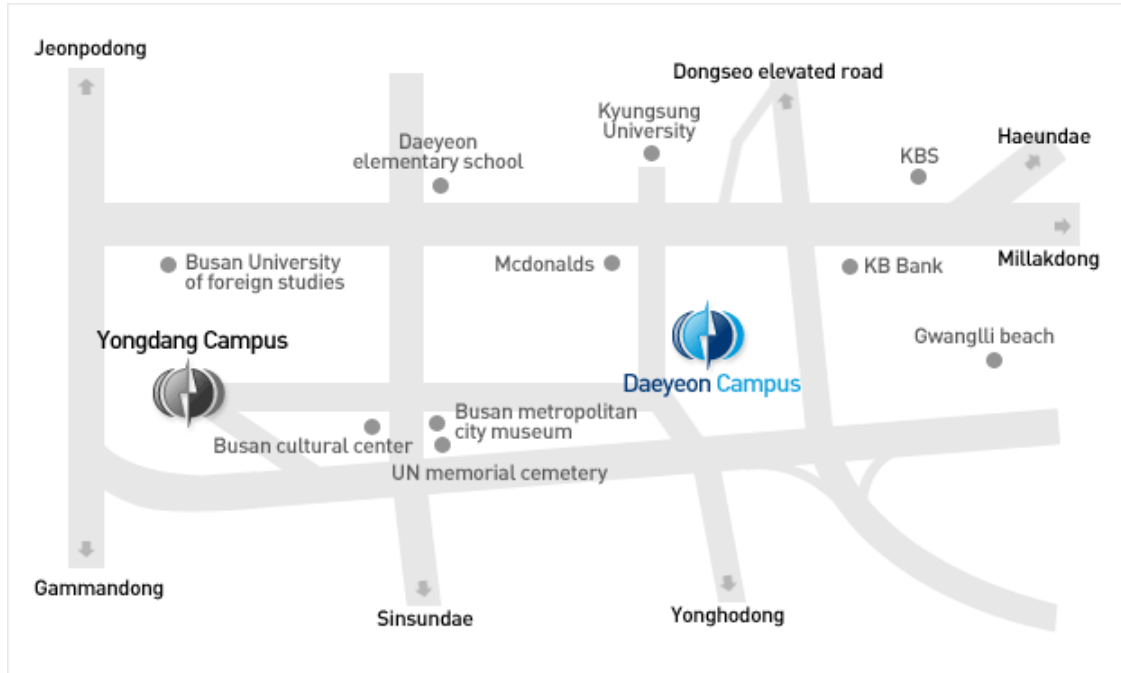 Jeonpodong
Dongseo elevated road
Kyungsung
University
Haeundae
Daeyeon
elementary school
KBS
Busan University
of foreign studies
Mcdonalds
KB Bank
Millakdong
Yongdang Campus
Gwanglli beach
Daeyeon Campus
Busan metropolitan
city museum
Busan cultural center
UN memorial cemetery
Gammandong
Sinsundae
Yonghodong